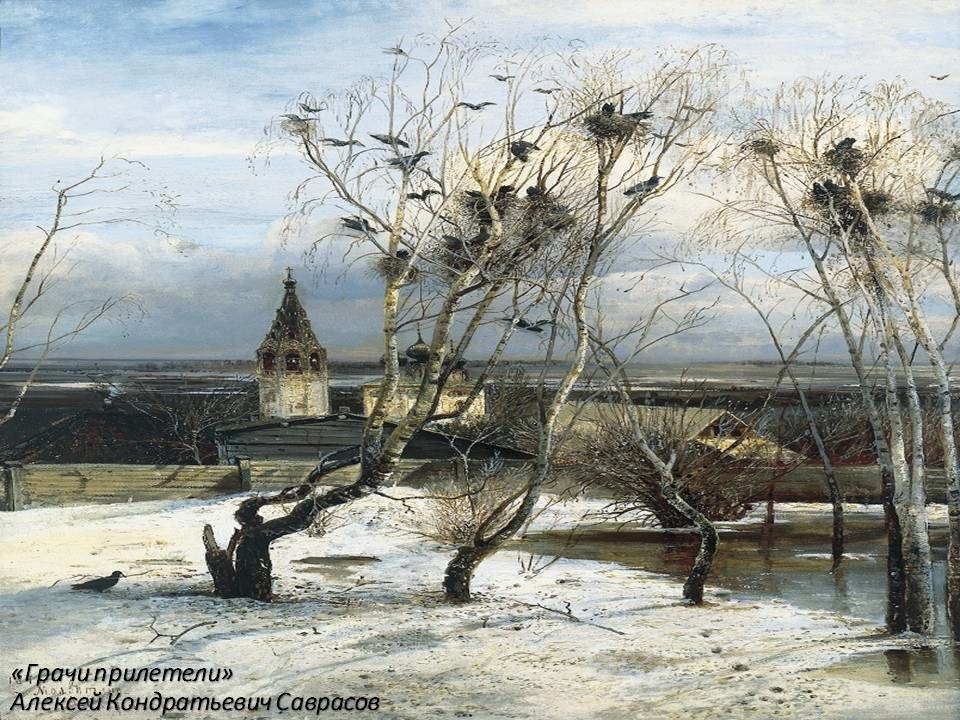 «Грачи прилетели»
Алексей Кондратьевич Саврасов